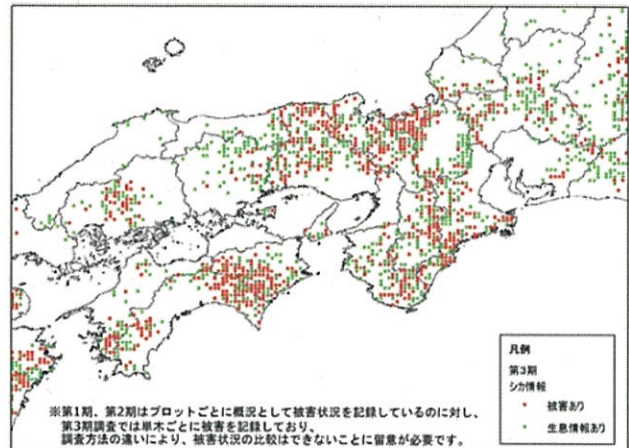 凡例
第3期
シカ情報
被害あり
生息情報あり
※第1期、第2期はプロットごとに概況として被害状況を記録しているのに対し、
第3期調査では単木ごとに被害を記録しており、
調査方法の違いにより、被害状況の比較はできないことに留意が必要です。